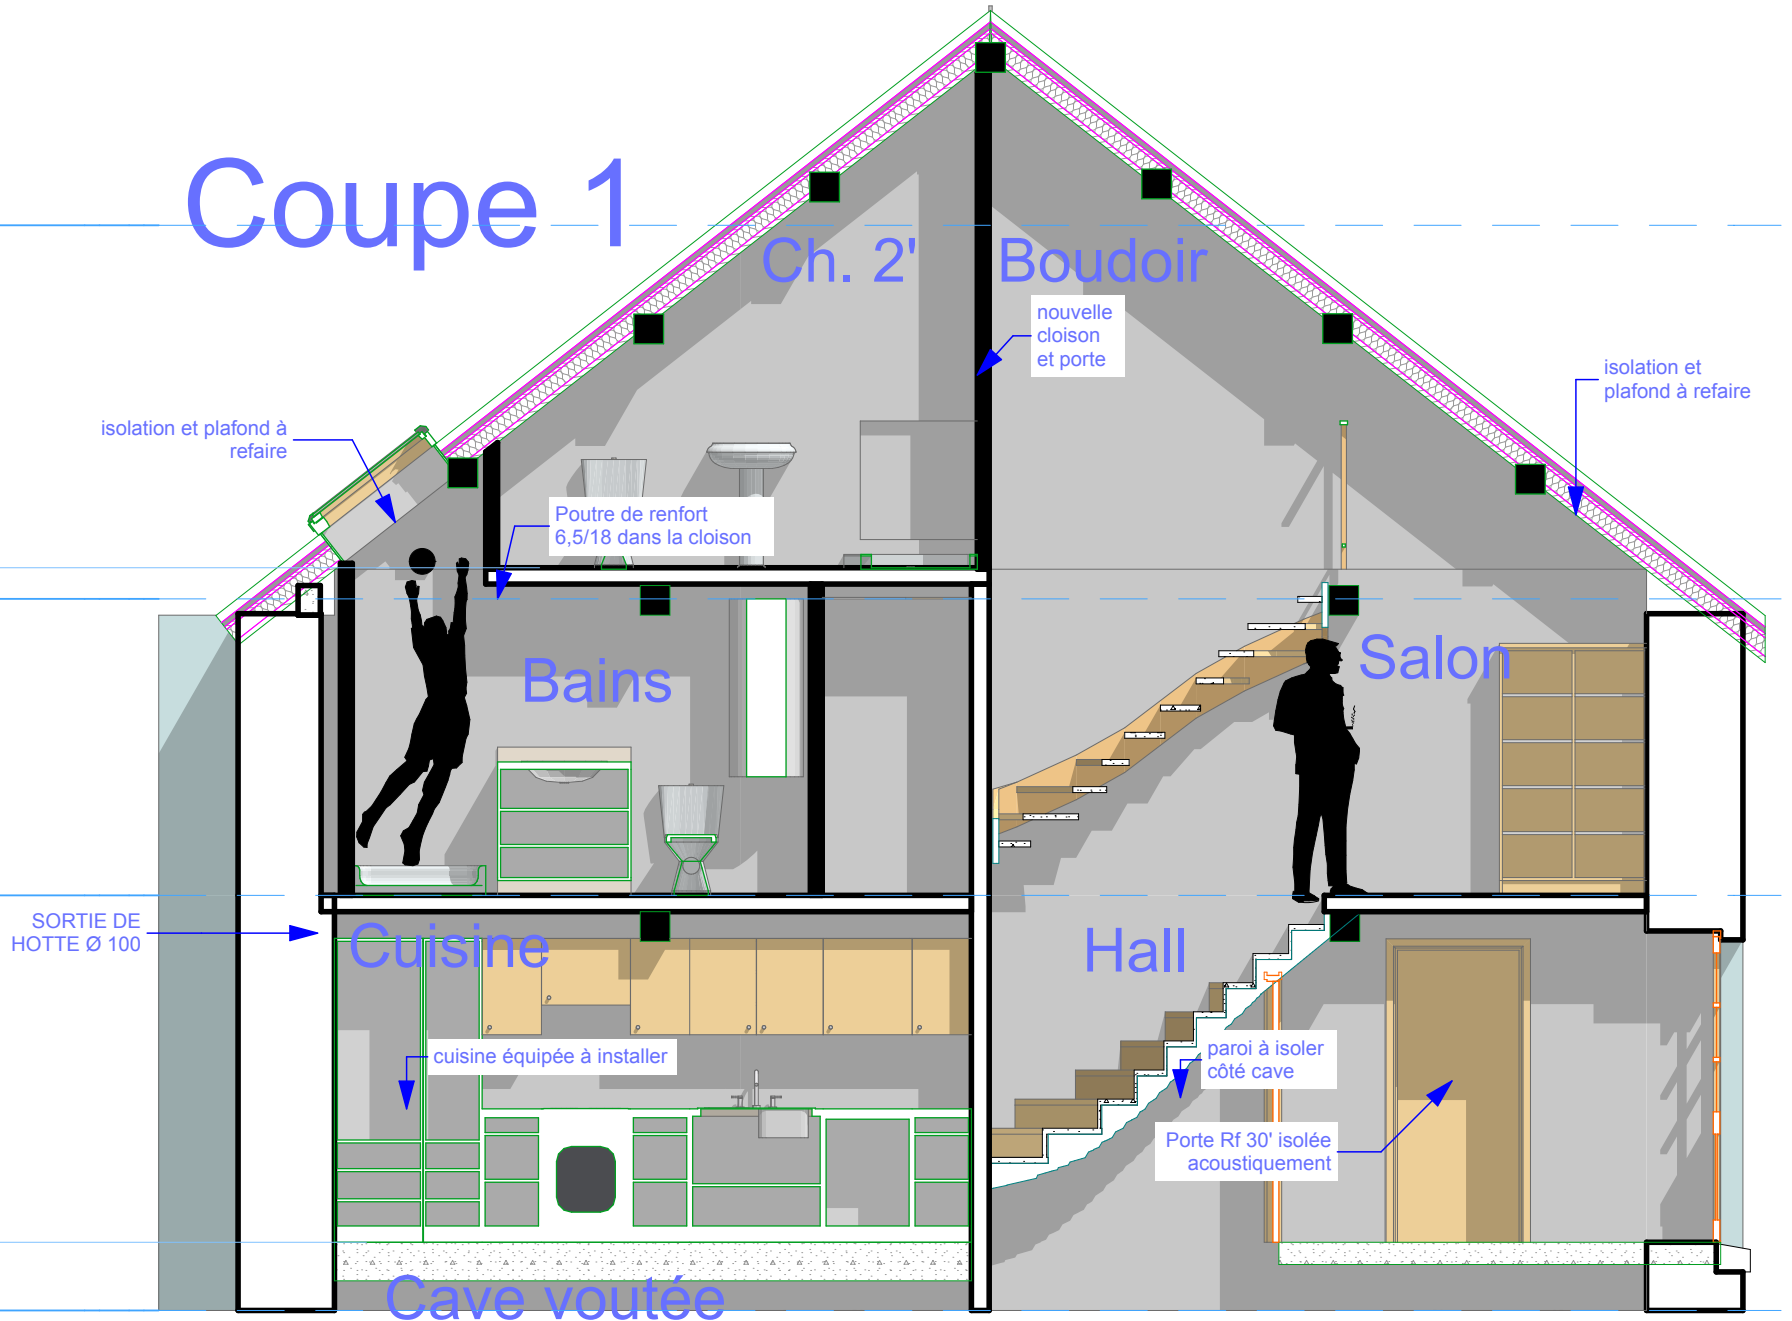 Coupe 1
Ch. 2'
Boudoir
nouvelle
cloison
et porte
isolation et
plafond à refaire
isolation et plafond à
refaire
Poutre de renfort
6,5/18 dans la cloison
Bains
Salon
SORTIE DE
HOTTE Ø 100
Cuisine
Hall
cuisine équipée à installer
paroi à isoler
côté cave
Porte Rf 30' isolée
acoustiquement
Cave voutée